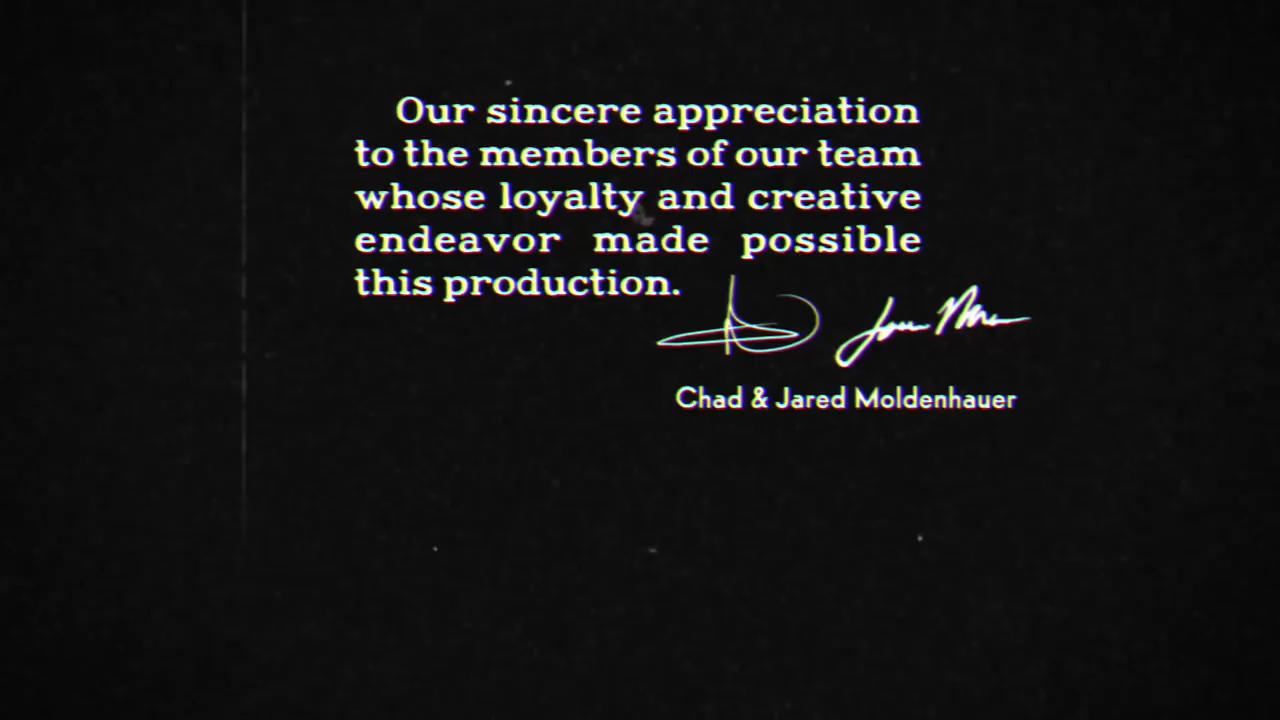 Our sincere appreciation
to the members of our team
whose loyalty and creative
endeavor made possible
this production.
Chad & Jared Moldenhauer